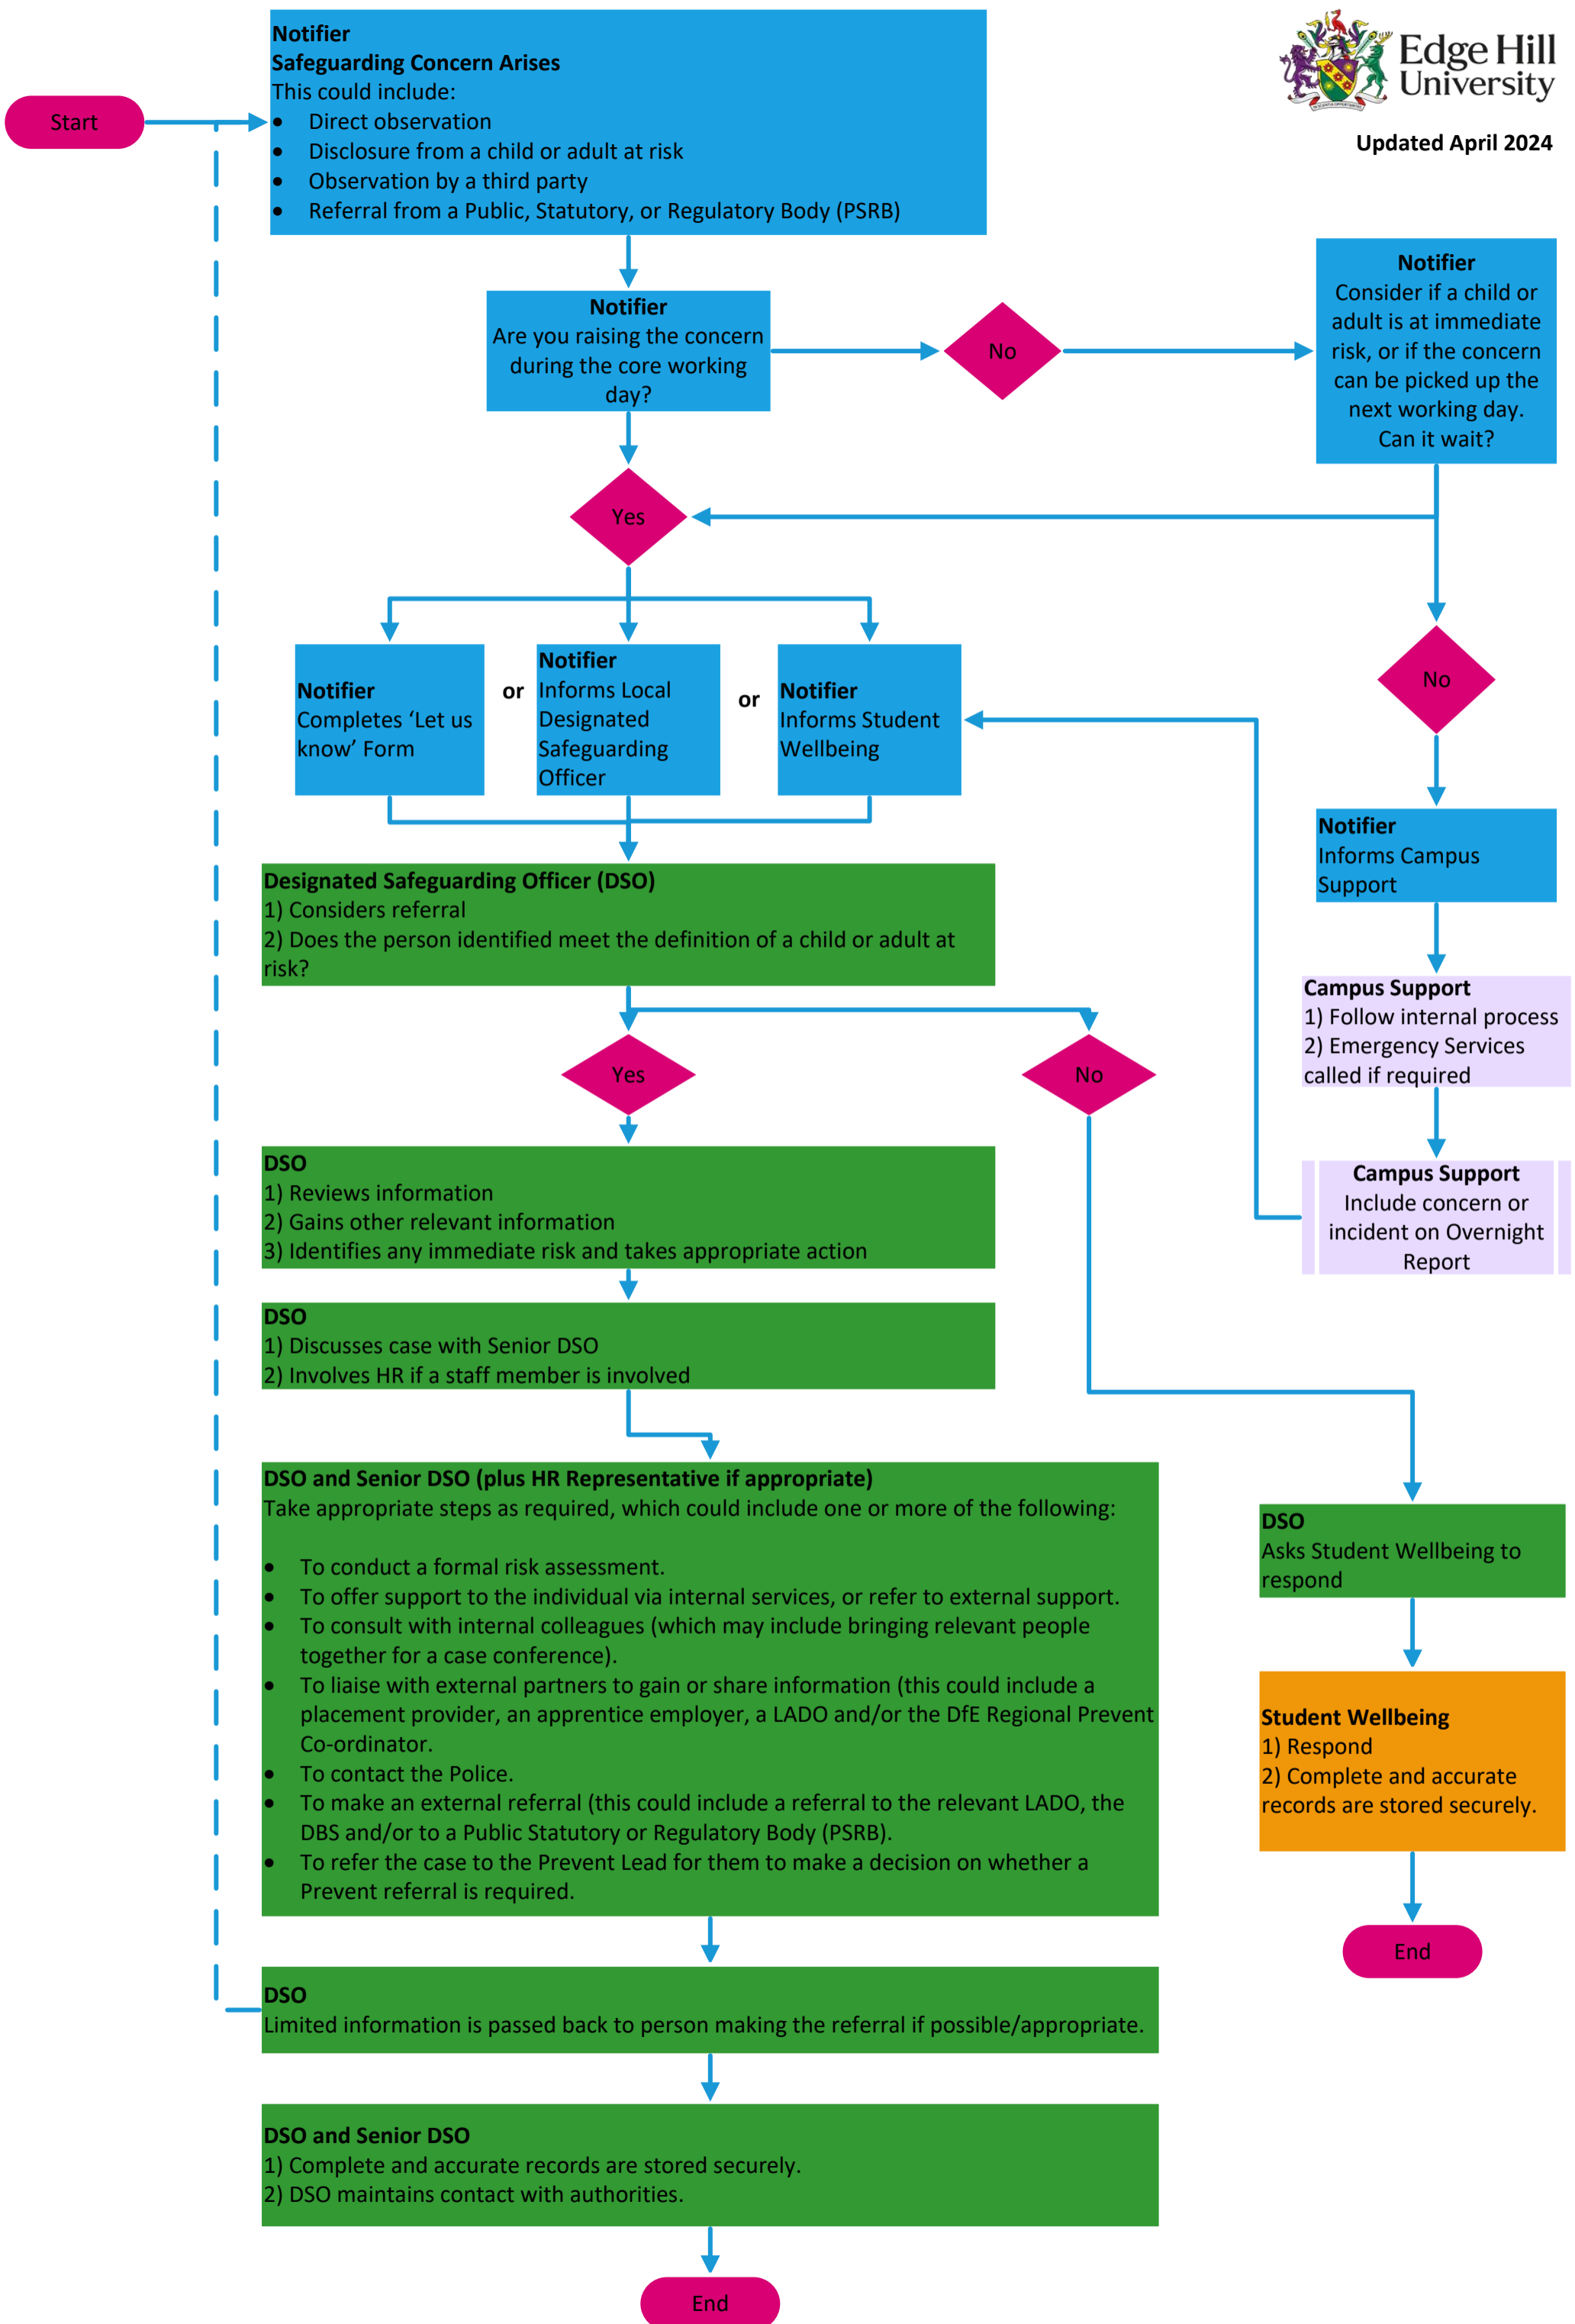 Edge Hill
University
Updated April 2024
Start
Notifier
Safeguarding Concern Arises
This could include:
• Direct observation
• Disclosure from a child or adult at risk
• Observation by a third party
• Referral from a Public, Statutory, or Regulatory Body (PSRB)
Notifier
Are you raising the concern
during the core working
day?
No
Notifier
Consider if a child or
adult is at immediate
risk, or if the concern
can be picked up the
next working day.
Can it wait?
Yes
No
Notifier
Completes ‘Let us
know’ Form
or
Notifier
Informs Local
Designated
Safeguarding
Officer
or
Notifier
Informs Student
Wellbeing
Notifier
Informs Campus
Support
Designated Safeguarding Officer (DSO)
1) Considers referral
2) Does the person identified meet the definition of a child or adult at
risk?
Campus Support
1) Follow internal process
2) Emergency Services
called if required
Yes
No
Campus Support
Include concern or
incident on Overnight
Report
DSO
1) Reviews information
2) Gains other relevant information
3) Identifies any immediate risk and takes appropriate action
DSO
1) Discusses case with Senior DSO
2) Involves HR if a staff member is involved
DSO and Senior DSO (plus HR Representative if appropriate)
Take appropriate steps as required, which could include one or more of the following:
• To conduct a formal risk assessment.
• To offer support to the individual via internal services, or refer to external support.
• To consult with internal colleagues (which may include bringing relevant people
together for a case conference).
• To liaise with external partners to gain or share information (this could include a
placement provider, an apprentice employer, a LADO and/or the DfE Regional Prevent
Co-ordinator.
• To contact the Police.
• To make an external referral (this could include a referral to the relevant LADO, the
DBS and/or to a Public Statutory or Regulatory Body (PSRB).
• To refer the case to the Prevent Lead for them to make a decision on whether a
Prevent referral is required.
DSO
Asks Student Wellbeing to
respond
Student Wellbeing
1) Respond
2) Complete and accurate
records are stored securely.
End
DSO
Limited information is passed back to person making the referral if possible/appropriate.
DSO and Senior DSO
1) Complete and accurate records are stored securely.
2) DSO maintains contact with authorities.
End